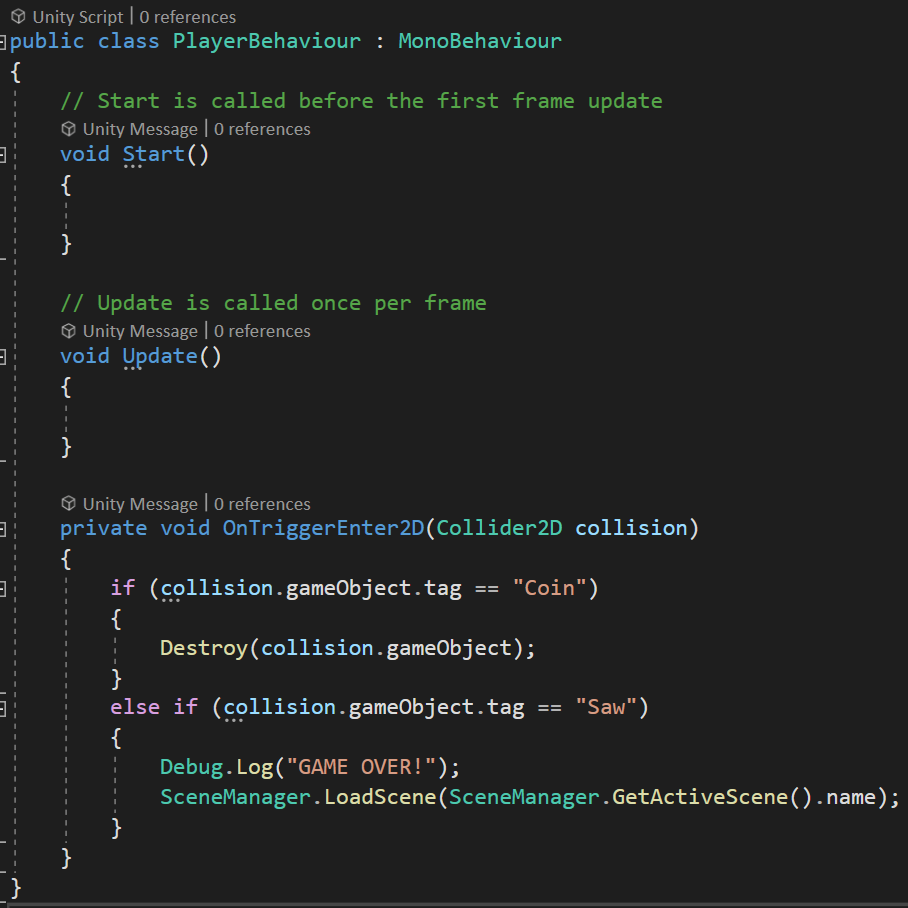 Unity Script | 0 references
public class PlayerBehaviour : MonoBehaviour
{
// Start is called before the first frame update
Unity Message | 0 references
void Start()
{
}
// Update is called once per frame
Unity Message | 0 references
void Update()
{
}
Unity Message | 0 references
private void OnTriggerEnter2D(Collider2D collision)
{
if (collision.gameObject.tag == "Coin")
{
Destroy(collision.gameObject);
}
else if (collision.gameObject.tag == "Saw")
{
Debug.Log("GAME OVER!");
SceneManager.LoadScene(SceneManager.GetActiveScene().name);
}
}
}